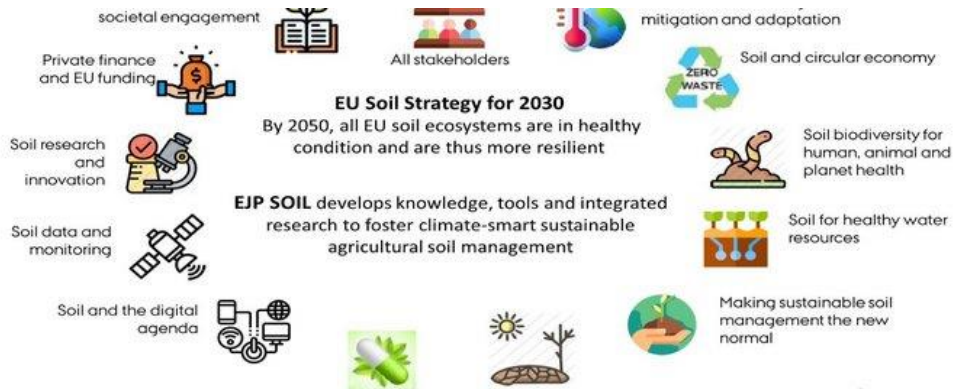 societal engagement
mitigation and adaptation
All stakeholders
Private finance
and EU funding
Soil and circular economy
ZERO
WASTE
EU Soil Strategy for 2030
By 2050, all EU soil ecosystems are in healthy
condition and are thus more resilient
Soil research
and
innovation
Soil biodiversity for
human, animal and
planet health
EJP SOIL develops knowledge, tools and integrated
research to foster climate-smart sustainable
agricultural soil management
Soil data and
monitoring
Soil for healthy water
resources
Soil and the digital
agenda
Making sustainable soil
management the new
normal